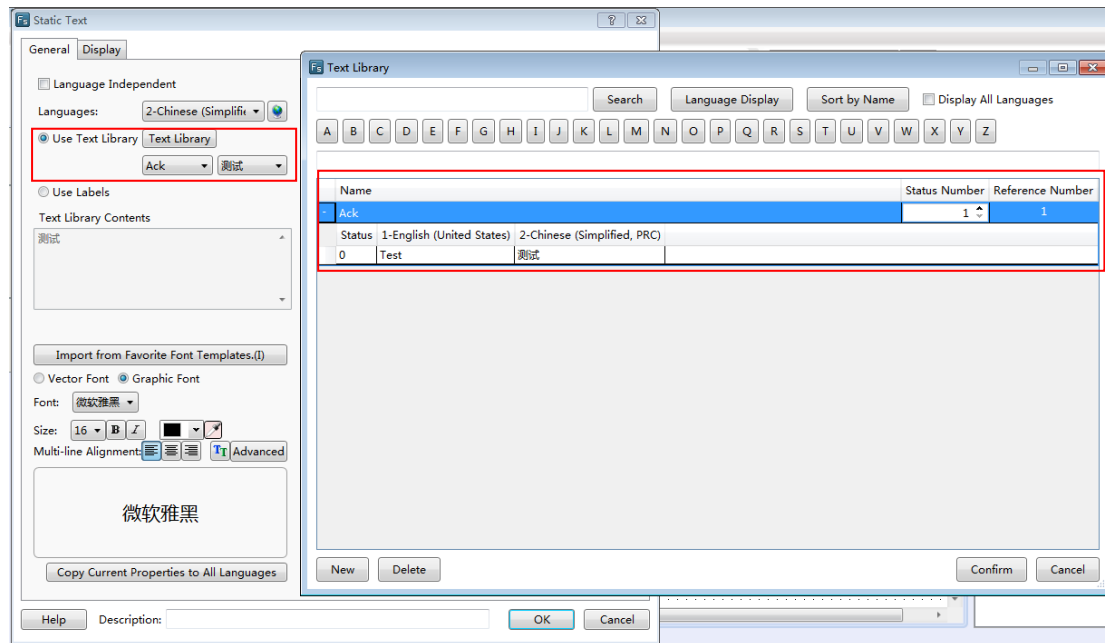 Fs Static Text
General Display
Language Independent
Languages: 2-Chinese (Simplifi
Use Text Library Text Library
Ack 测试
Use Labels
Text Library Contents
测试
Import from Favorite Font Templates.(I)
Vector Font Graphic Font
Font: 微软雅黑
Size: 16 B I
Multi-line Alignment: TT Advanced
微软雅黑
Copy Current Properties to All Languages
Help Description: OK Cancel
Fs Text Library
Search Language Display Sort by Name Display All Languages
A B C D E F G H I J K L M N O P Q R S T U V W X Y Z
Name Status Number Reference Number
- Ack 1 1
Status 1-English (United States) 2-Chinese (Simplified, PRC)
0 Test 测试
New Delete Confirm Cancel